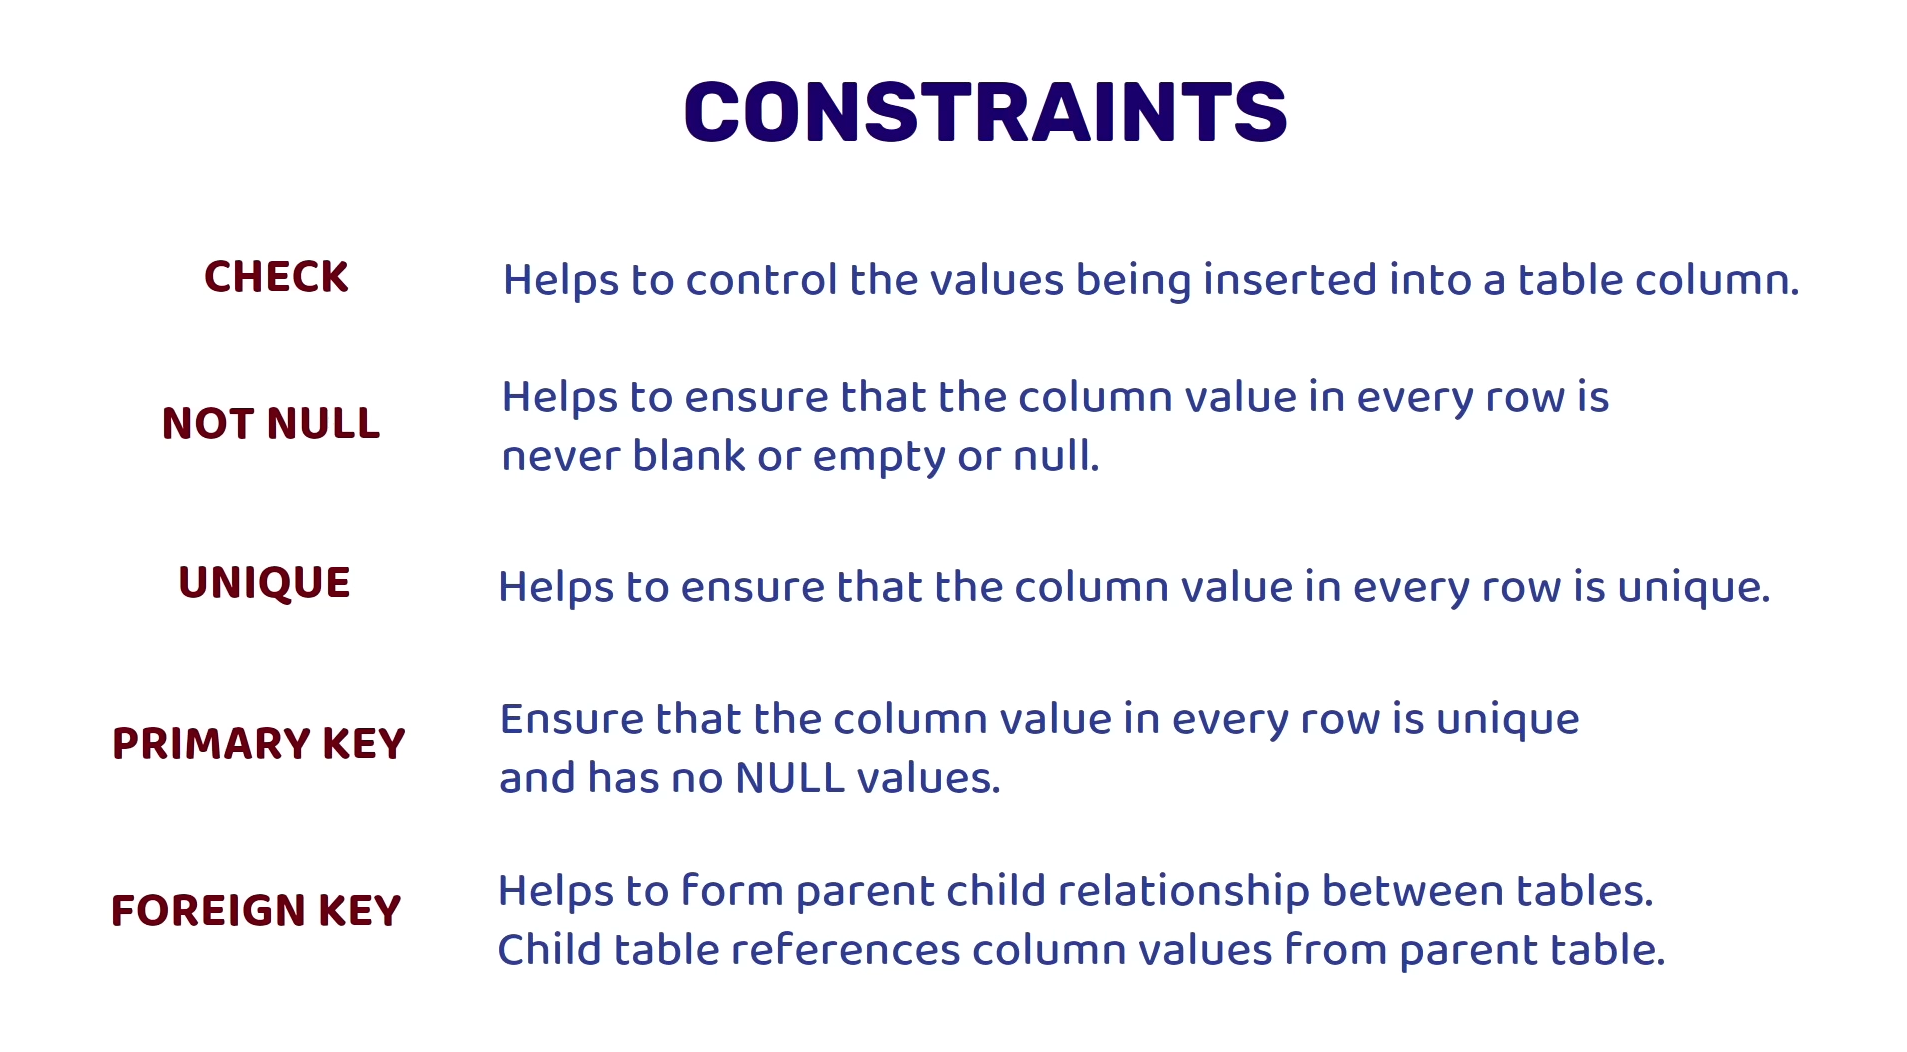 CONSTRAINTS
CHECK
Helps to control the values being inserted into a table column.
NOT NULL
Helps to ensure that the column value in every row is
never blank or empty or null.
UNIQUE
Helps to ensure that the column value in every row is unique.
PRIMARY KEY
Ensure that the column value in every row is unique
and has no NULL values.
FOREIGN KEY
Helps to form parent child relationship between tables.
Child table references column values from parent table.